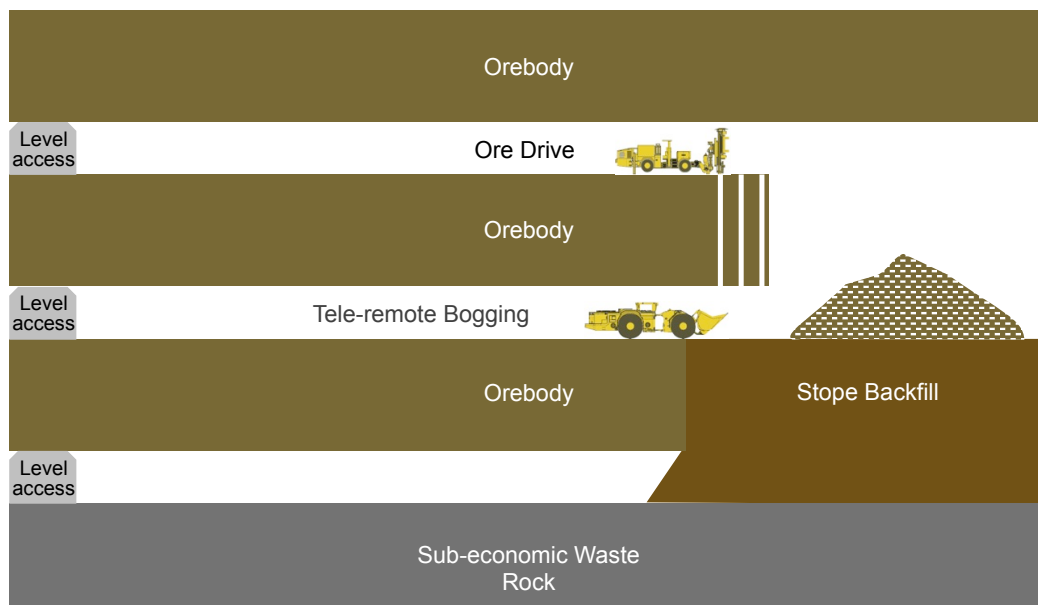 Orebody
Level
access
Ore Drive
Orebody
Level
access
Tele-remote Bogging
Orebody
Stope Backfill
Level
access
Sub-economic Waste
Rock